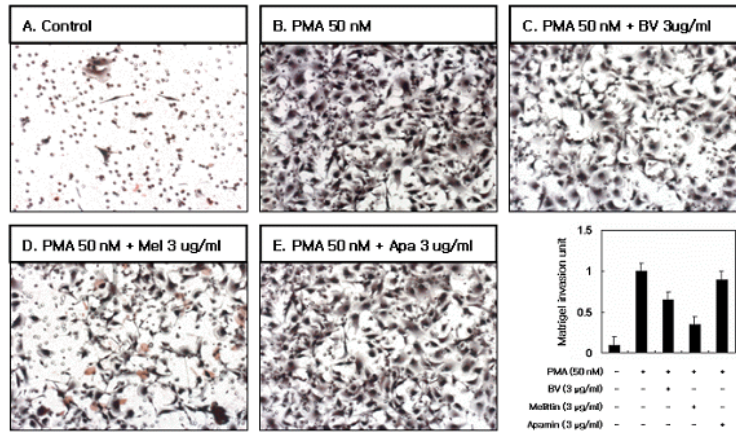 A. Control
B. PMA 50 nM
C. PMA 50 nM + BV 3ug/ml
D. PMA 50 nM + Mel 3 ug/ml
E. PMA 50 nM + Apa 3 ug/ml
Matrigel invasion unit
1.5
1
0.5
0
PMA (50 nM) – + + + +
BV (3 μg/ml) – – + – –
Melittin (3 μg/ml) – – – + –
Apamin (3 μg/ml) – – – – +